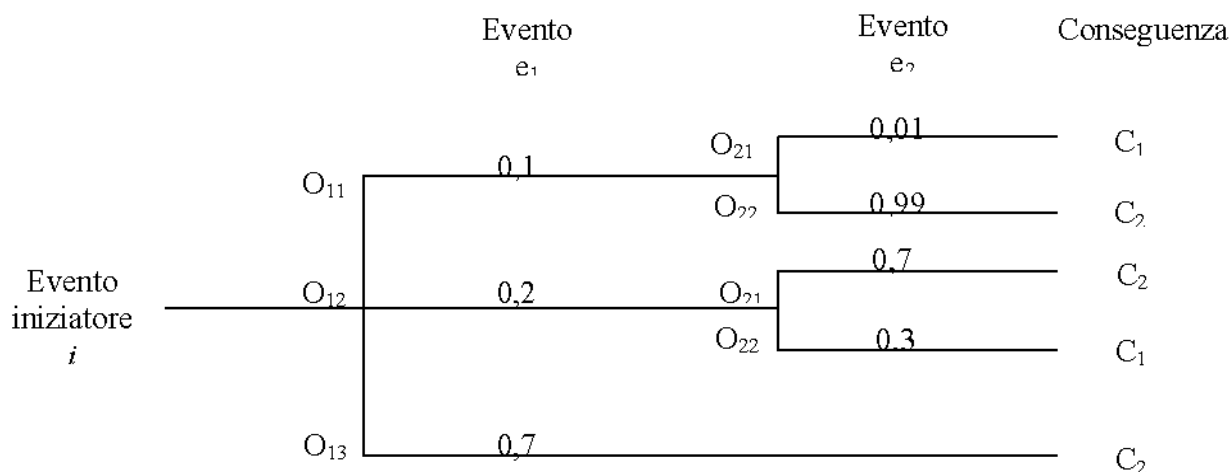 Evento e₁
Evento e₂
Conseguenza
O₂₁ 0,01 C₁
O₁₁ 0,1
O₂₂ 0,99 C₂
0,7 C₂
Evento iniziatore i
O₁₂ 0,2 O₂₁
O₂₂ 0,3 C₁
O₁₃ 0,7 C₂